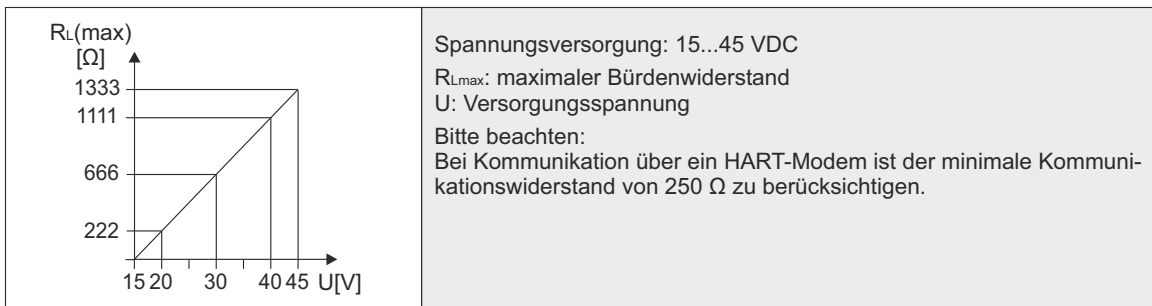 RL(max)
[Ω]
1333
1111
666
222
15 20 30 40 45 U[V]
Spannungsversorgung: 15...45 VDC
RLmax: maximaler Bürdenwiderstand
U: Versorgungsspannung
Bitte beachten:
Bei Kommunikation über ein HART-Modem ist der minimale Kommuni-
kationswiderstand von 250 Ω zu berücksichtigen.